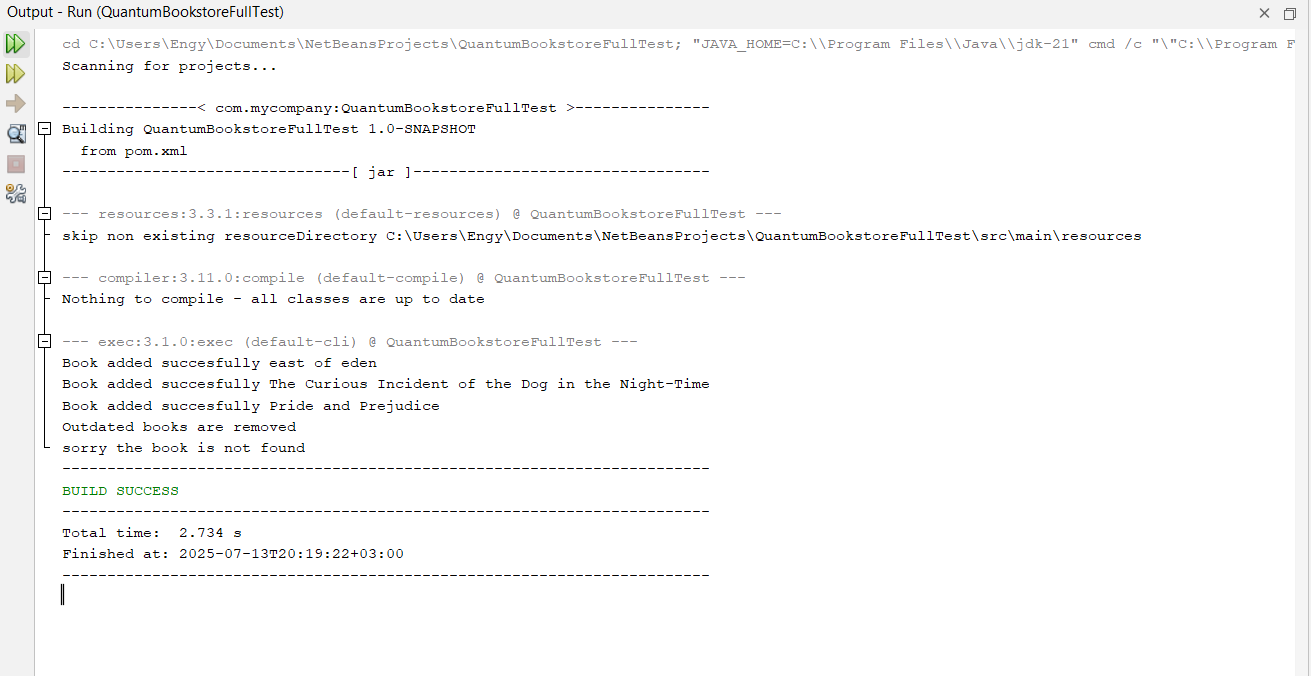 Output - Run (QuantumBookstoreFullTest)
cd C:\Users\Engy\Documents\NetBeansProjects\QuantumBookstoreFullTest; "JAVA_HOME=C:\\Program Files\\Java\\jdk-21" cmd /c "\"C:\\Program F
Scanning for projects...
---------------< com.mycompany:QuantumBookstoreFullTest >---------------
Building QuantumBookstoreFullTest 1.0-SNAPSHOT
  from pom.xml
--------------------------------[ jar ]---------------------------------
--- resources:3.3.1:resources (default-resources) @ QuantumBookstoreFullTest ---
skip non existing resourceDirectory C:\Users\Engy\Documents\NetBeansProjects\QuantumBookstoreFullTest\src\main\resources
--- compiler:3.11.0:compile (default-compile) @ QuantumBookstoreFullTest ---
Nothing to compile - all classes are up to date
--- exec:3.1.0:exec (default-cli) @ QuantumBookstoreFullTest ---
Book added succesfully east of eden
Book added succesfully The Curious Incident of the Dog in the Night-Time
Book added succesfully Pride and Prejudice
Outdated books are removed
sorry the book is not found
------------------------------------------------------------------------
BUILD SUCCESS
------------------------------------------------------------------------
Total time:  2.734 s
Finished at: 2025-07-13T20:19:22+03:00
------------------------------------------------------------------------